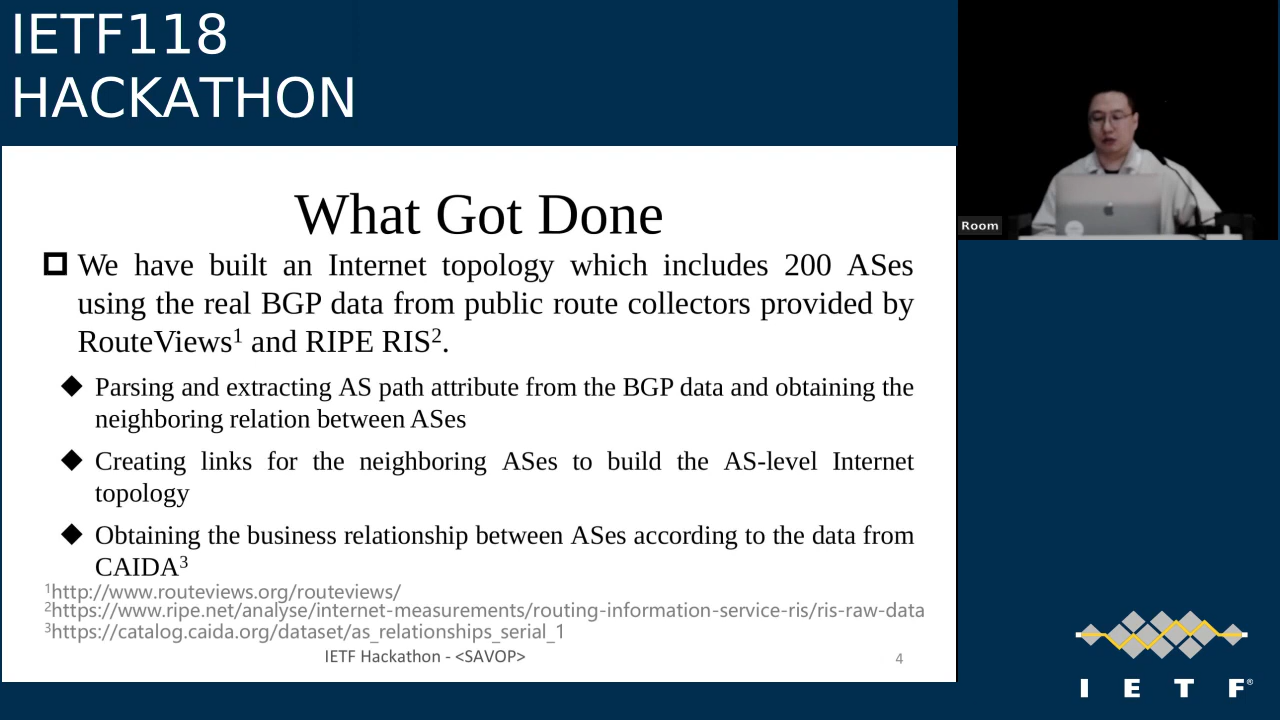 IETF118
HACKATHON
What Got Done
We have built an Internet topology which includes 200 ASes
using the real BGP data from public route collectors provided by
RouteViews¹ and RIPE RIS².
Parsing and extracting AS path attribute from the BGP data and obtaining the
neighboring relation between ASes
Creating links for the neighboring ASes to build the AS-level Internet
topology
Obtaining the business relationship between ASes according to the data from
CAIDA³
¹http://www.routeviews.org/routeviews/
²https://www.ripe.net/analyse/internet-measurements/routing-information-service-ris/ris-raw-data
³https://catalog.caida.org/dataset/as_relationships_serial_1
IETF Hackathon - <SAVOP>
4
Room
I E T F®